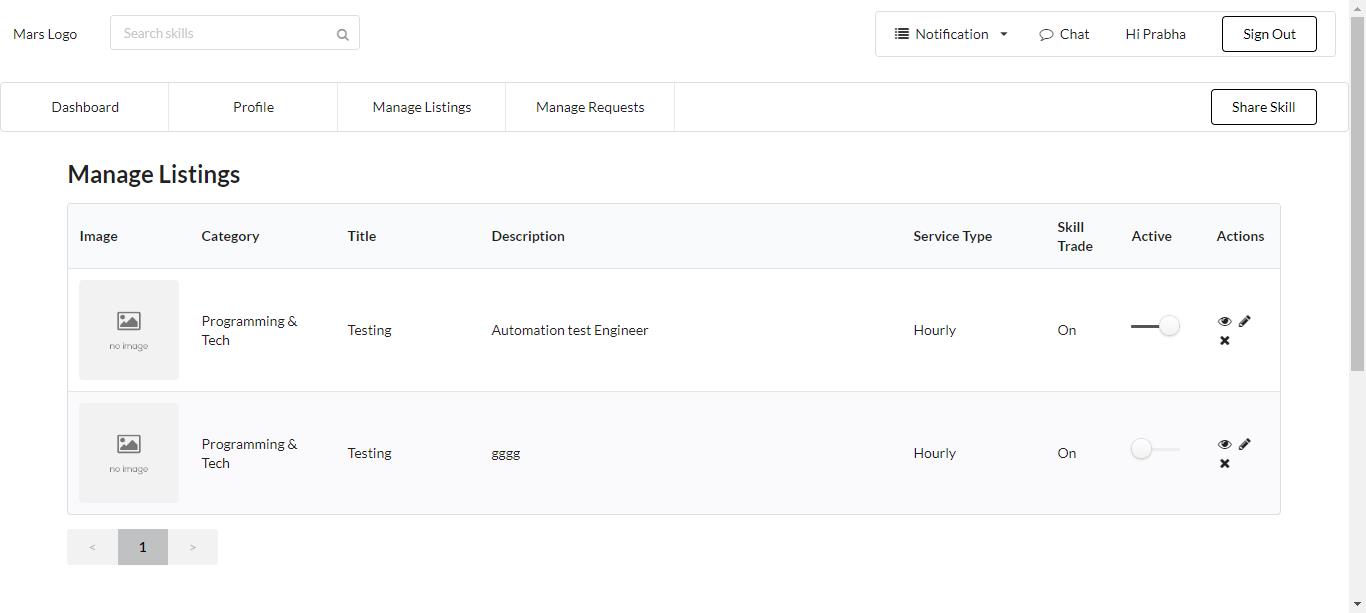 Mars Logo
Search skills
Notification
Chat
Hi Prabha
Sign Out
Dashboard
Profile
Manage Listings
Manage Requests
Share Skill
Manage Listings
Image
Category
Title
Description
Service Type
Skill
Trade
Active
Actions
no image
Programming &
Tech
Testing
Automation test Engineer
Hourly
On
no image
Programming &
Tech
Testing
gggg
Hourly
On
<
1
>